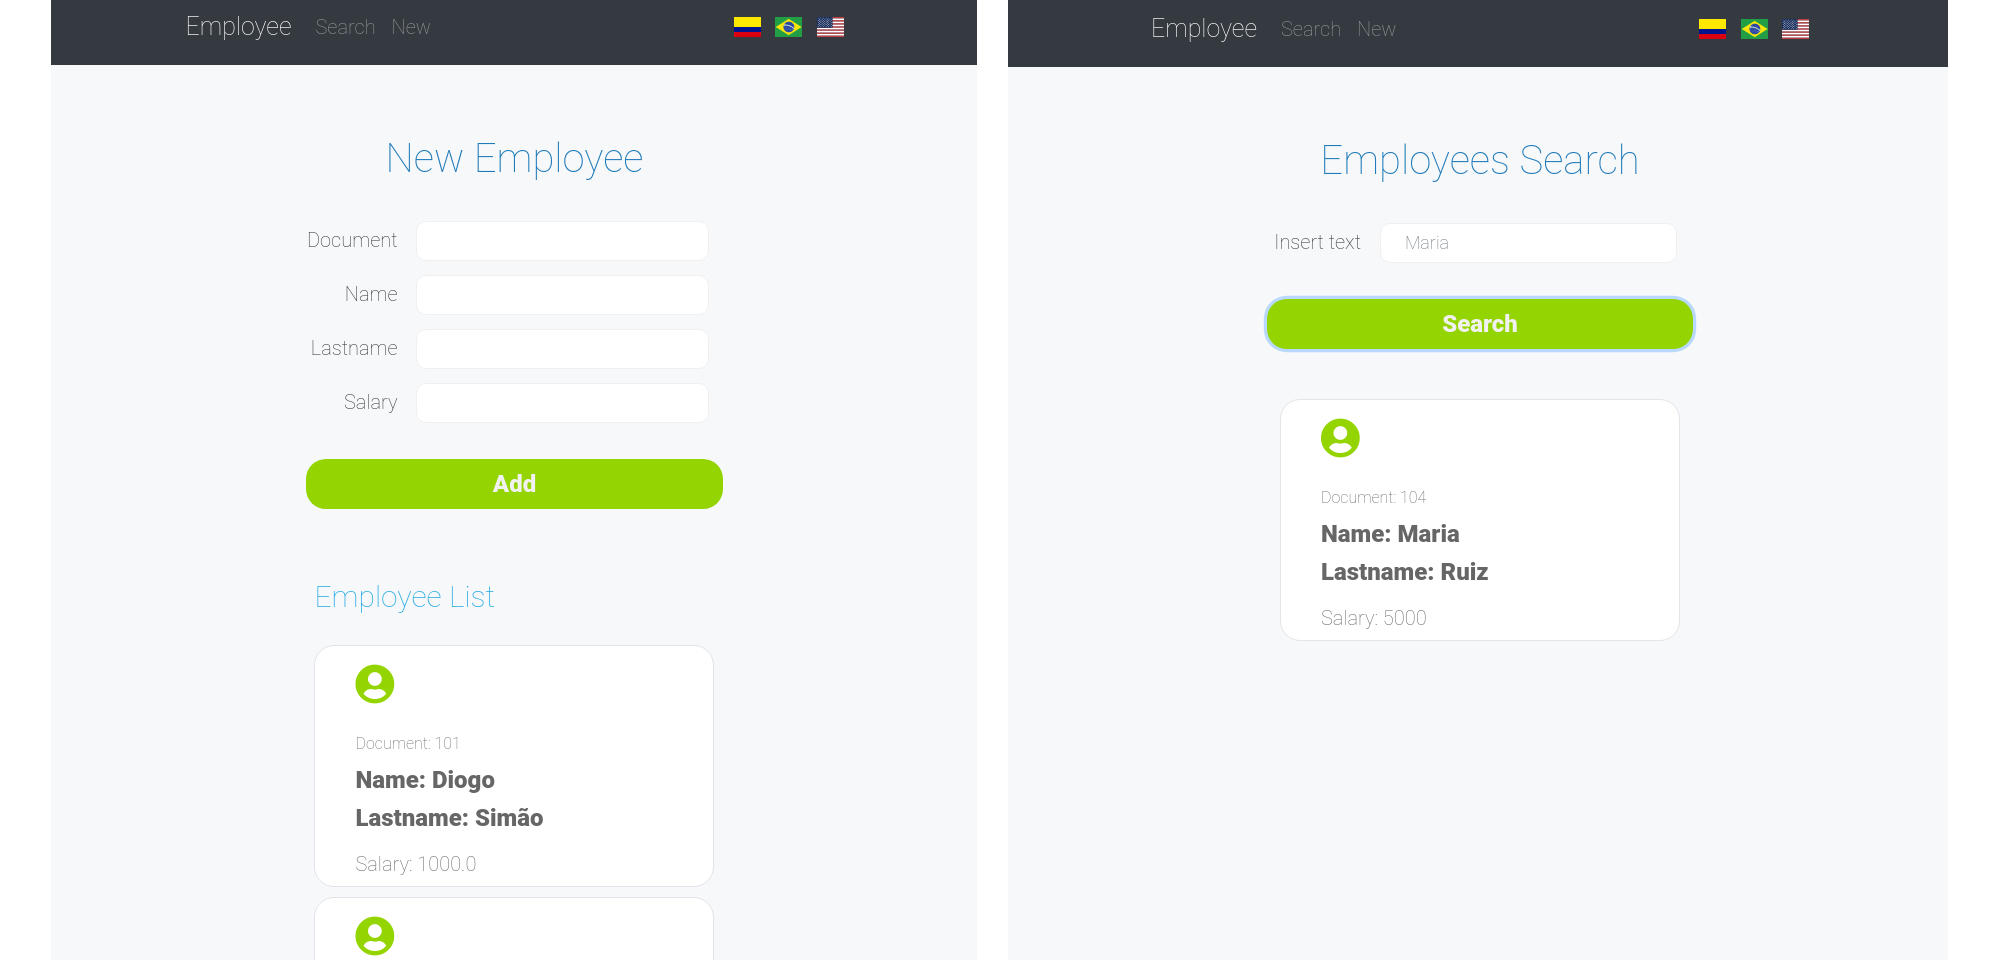 Employee Search New
New Employee
Document
Name
Lastname
Salary
Add
Employee List
Document: 101
Name: Diogo
Lastname: Simão
Salary: 1000.0
Employee Search New
Employees Search
Insert text Maria
Search
Document: 104
Name: Maria
Lastname: Ruiz
Salary: 5000